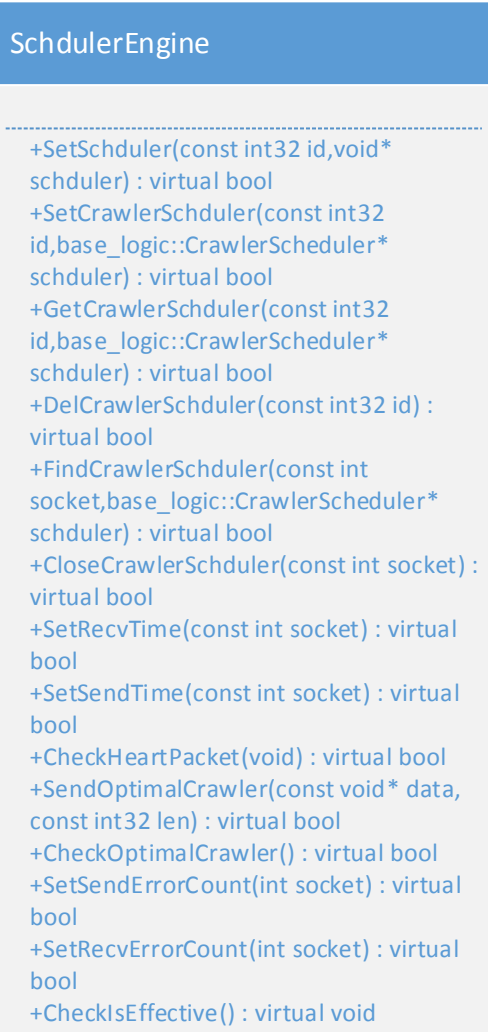 SchdulerEngine
+SetSchduler(const int32 id,void*
schduler) : virtual bool
+SetCrawlerSchduler(const int32
id,base_logic::CrawlerScheduler*
schduler) : virtual bool
+GetCrawlerSchduler(const int32
id,base_logic::CrawlerScheduler*
schduler) : virtual bool
+DelCrawlerSchduler(const int32 id) :
virtual bool
+FindCrawlerSchduler(const int
socket,base_logic::CrawlerScheduler*
schduler) : virtual bool
+CloseCrawlerSchduler(const int socket) :
virtual bool
+SetRecvTime(const int socket) : virtual
bool
+SetSendTime(const int socket) : virtual
bool
+CheckHeartPacket(void) : virtual bool
+SendOptimalCrawler(const void* data,
const int32 len) : virtual bool
+CheckOptimalCrawler() : virtual bool
+SetSendErrorCount(int socket) : virtual
bool
+SetRecvErrorCount(int socket) : virtual
bool
+CheckIsEffective() : virtual void